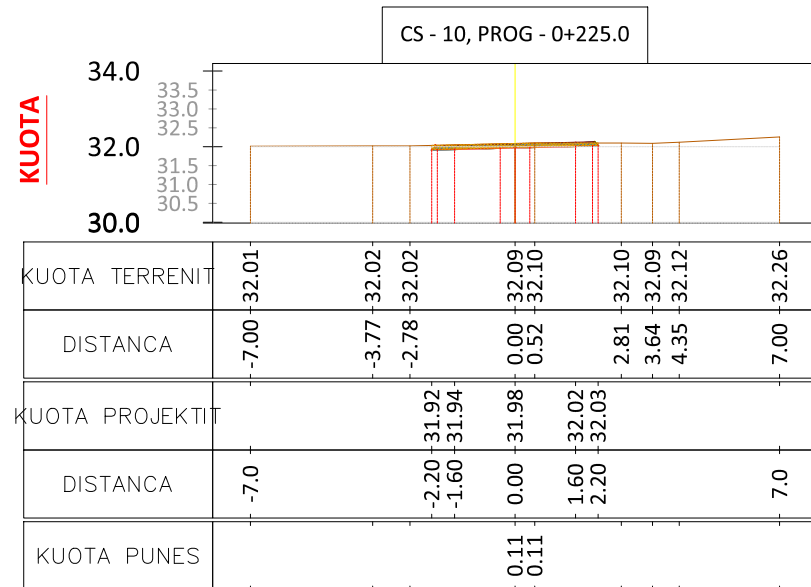 CS - 10, PROG - 0+225.0
KUOTA
34.0
33.5
33.0
32.5
32.0
31.5
31.0
30.5
30.0
KUOTA TERRENIT 32.01 32.02 32.02 32.09 32.10 32.10 32.09 32.12 32.26
DISTANCA -7.00 -3.77 -2.78 0.00 0.52 2.81 3.64 4.35 7.00
KUOTA PROJEKTIT 31.92 31.94 31.98 32.02 32.03
DISTANCA -7.0 -2.20 -1.60 0.00 1.60 2.20 7.0
KUOTA PUNES 0.11 0.11